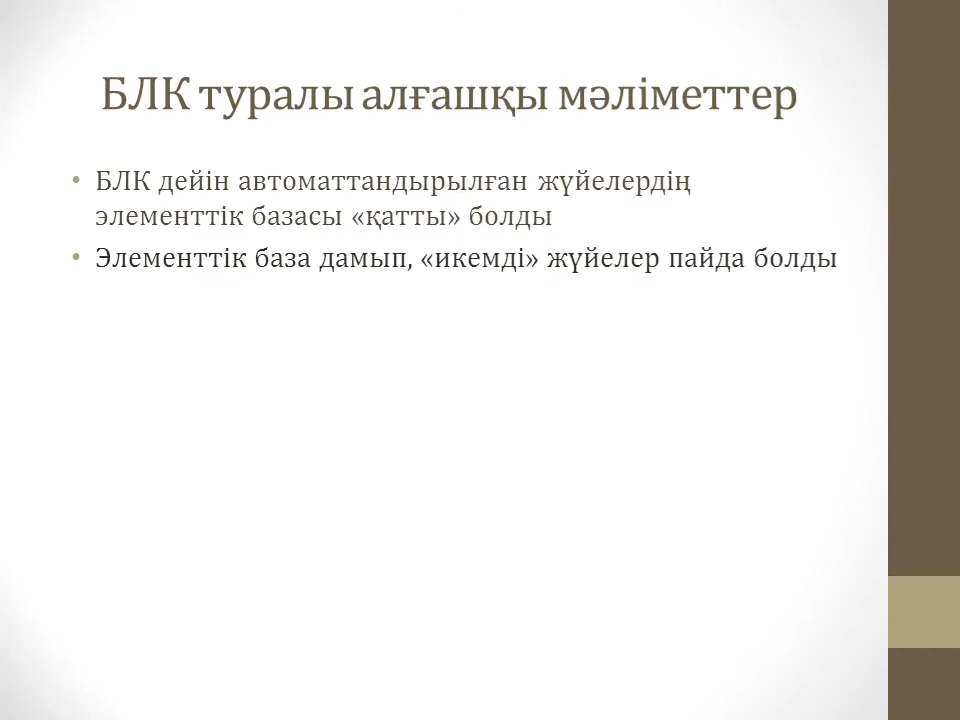 БЛК туралы алғашқы мәліметтер
• БЛК дейін автоматтандырылған жүйелердің
элементтік базасы «қатты» болды
• Элементтік база дамып, «икемді» жүйелер пайда болды